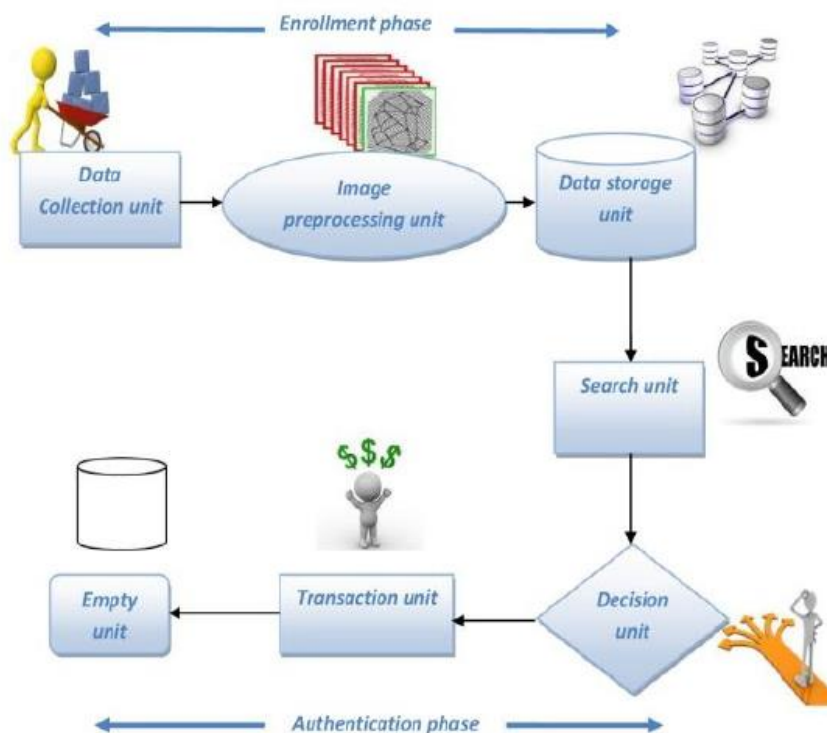 Enrollment phase
Data
Collection unit
Image
preprocessing unit
Data storage
unit
SEARCH
Search unit
$ $ $
Empty
unit
Transaction unit
Decision
unit
Authentication phase